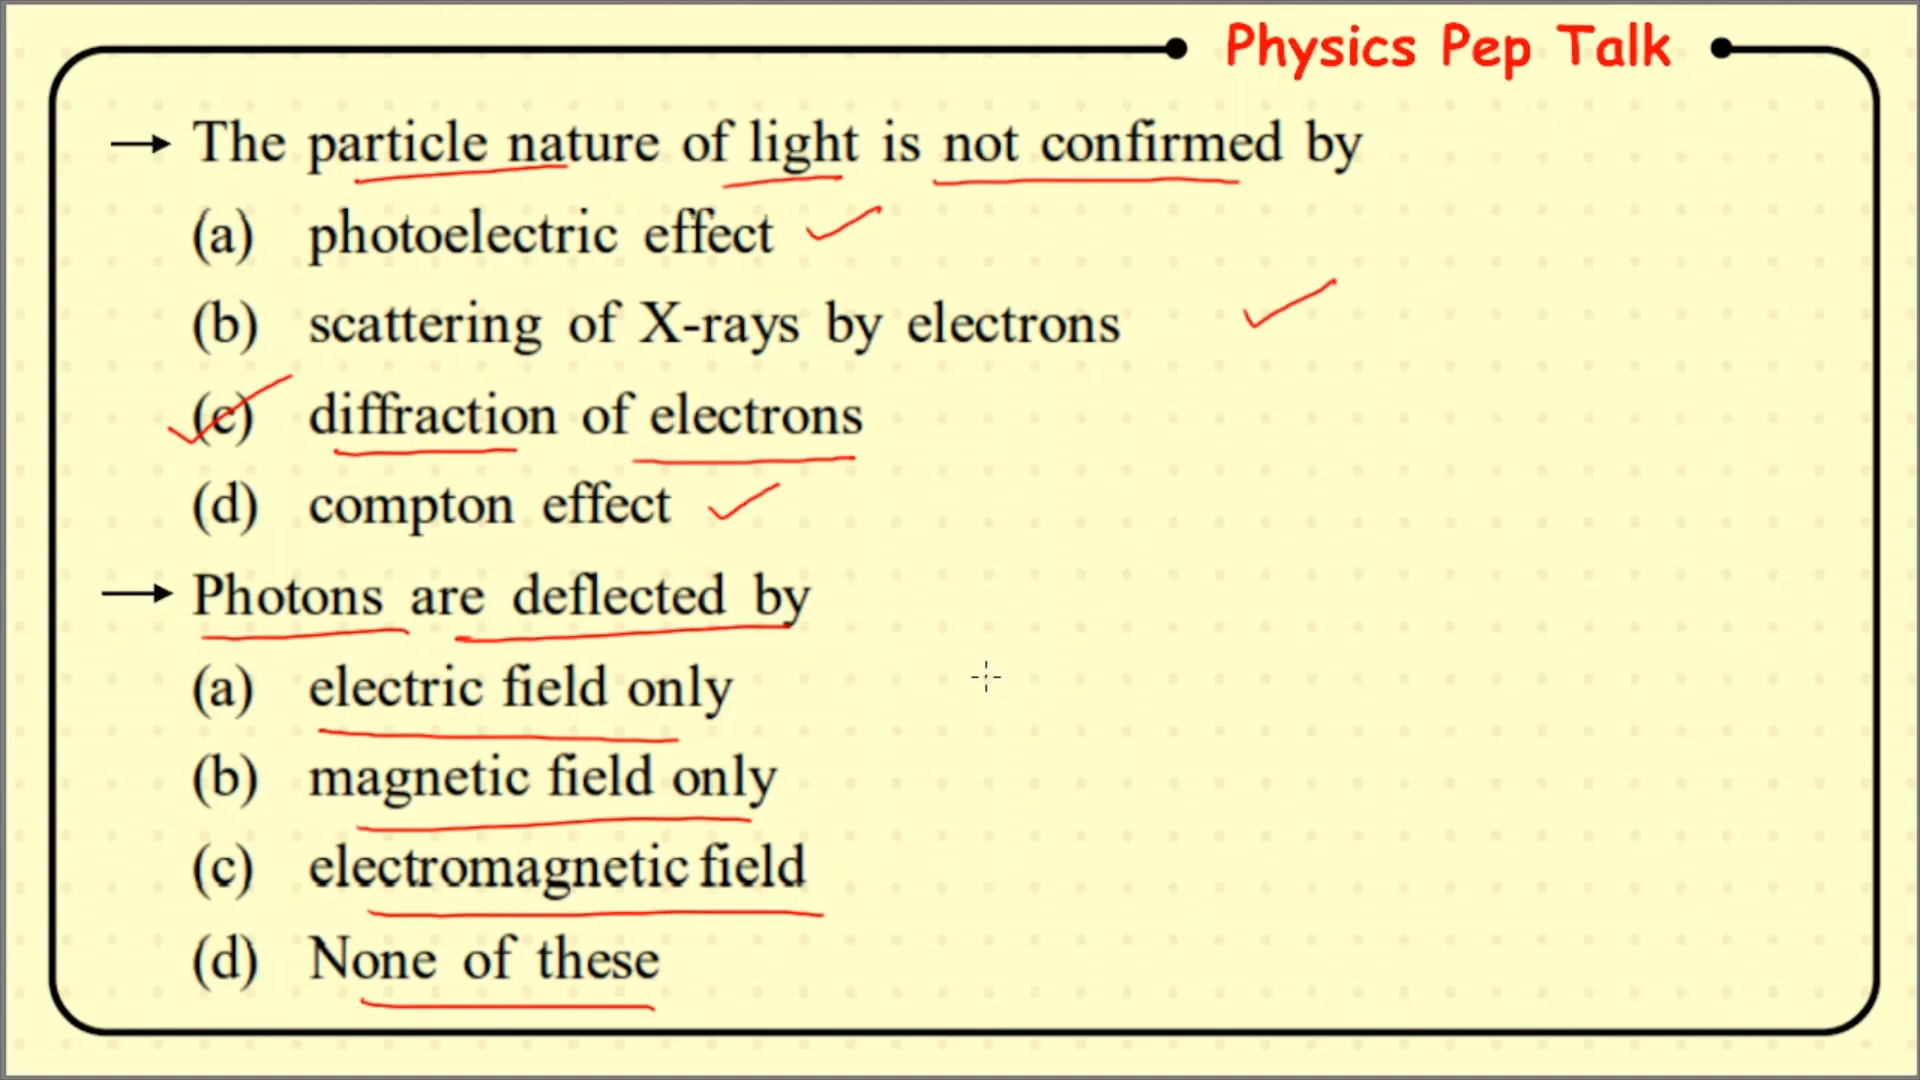 Physics Pep Talk
The particle nature of light is not confirmed by
(a) photoelectric effect
(b) scattering of X-rays by electrons
(c) diffraction of electrons
(d) compton effect
Photons are deflected by
(a) electric field only
(b) magnetic field only
(c) electromagnetic field
(d) None of these